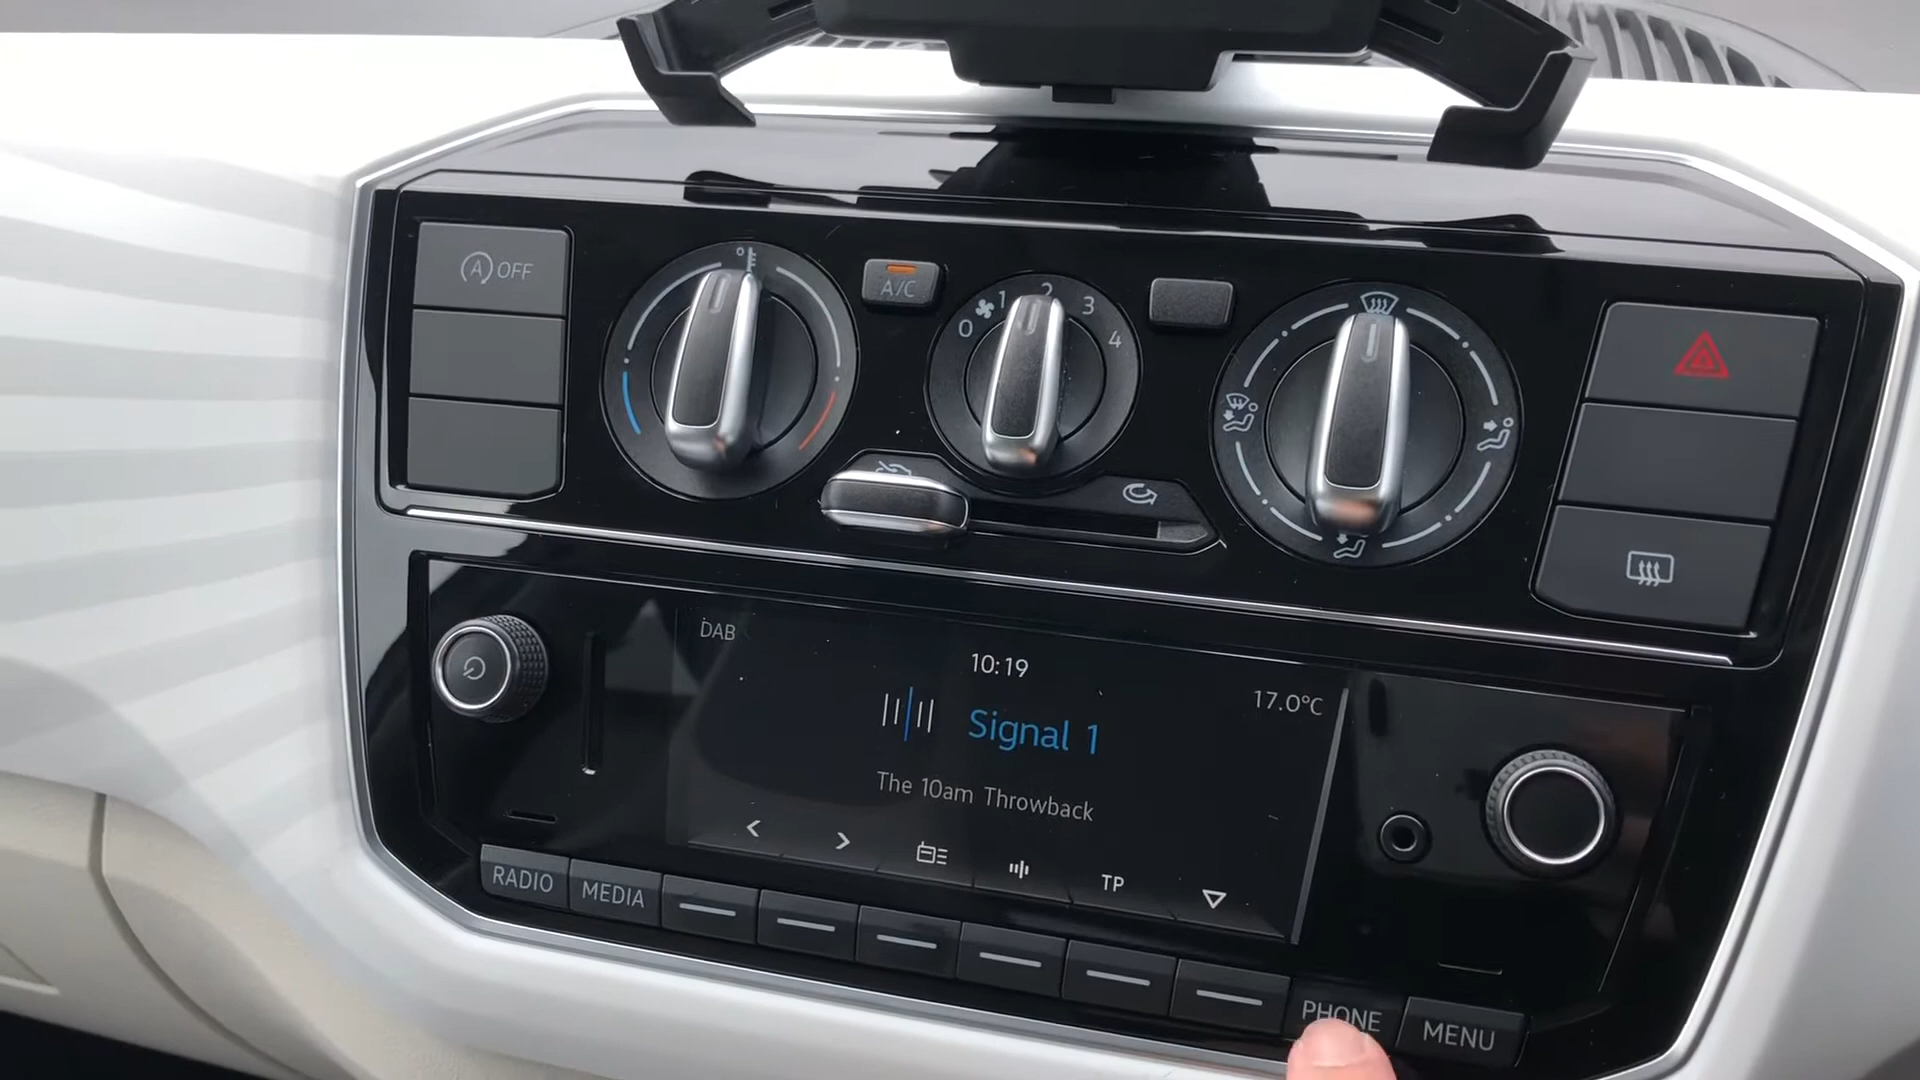 A OFF
A/C
0 1 2 3 4
DAB
10:19
17.0°C
Signal 1
The 10am Throwback
TP
RADIO
MEDIA
PHONE
MENU